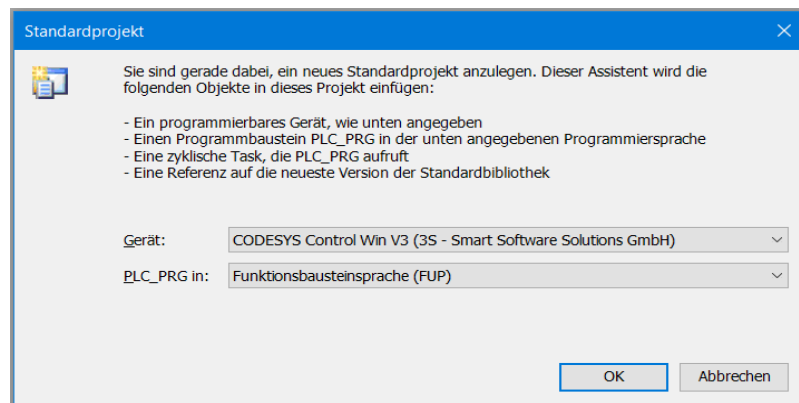 Standardprojekt
Sie sind gerade dabei, ein neues Standardprojekt anzulegen. Dieser Assistent wird die
folgenden Objekte in dieses Projekt einfügen:
- Ein programmierbares Gerät, wie unten angegeben
- Einen Programmbaustein PLC_PRG in der unten angegebenen Programmiersprache
- Eine zyklische Task, die PLC_PRG aufruft
- Eine Referenz auf die neueste Version der Standardbibliothek
Gerät: CODESYS Control Win V3 (3S - Smart Software Solutions GmbH)
PLC_PRG in: Funktionsbausteinsprache (FUP)
OK Abbrechen